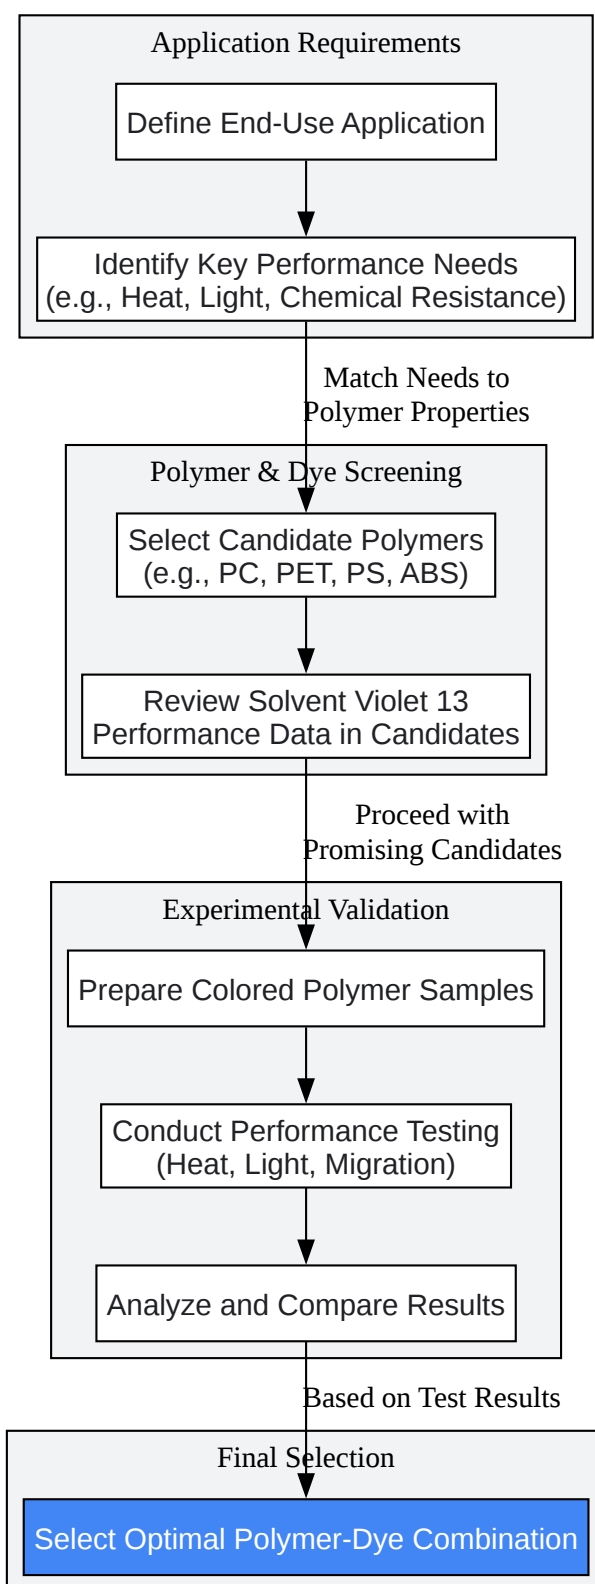 Application Requirements
Define End-Use Application
Identify Key Performance Needs
(e.g., Heat, Light, Chemical Resistance)
Match Needs to
Polymer Properties
Polymer & Dye Screening
Select Candidate Polymers
(e.g., PC, PET, PS, ABS)
Review Solvent Violet 13
Performance Data in Candidates
Proceed with
Promising Candidates
Experimental Validation
Prepare Colored Polymer Samples
Conduct Performance Testing
(Heat, Light, Migration)
Analyze and Compare Results
Based on Test Results
Final Selection
Select Optimal Polymer-Dye Combination